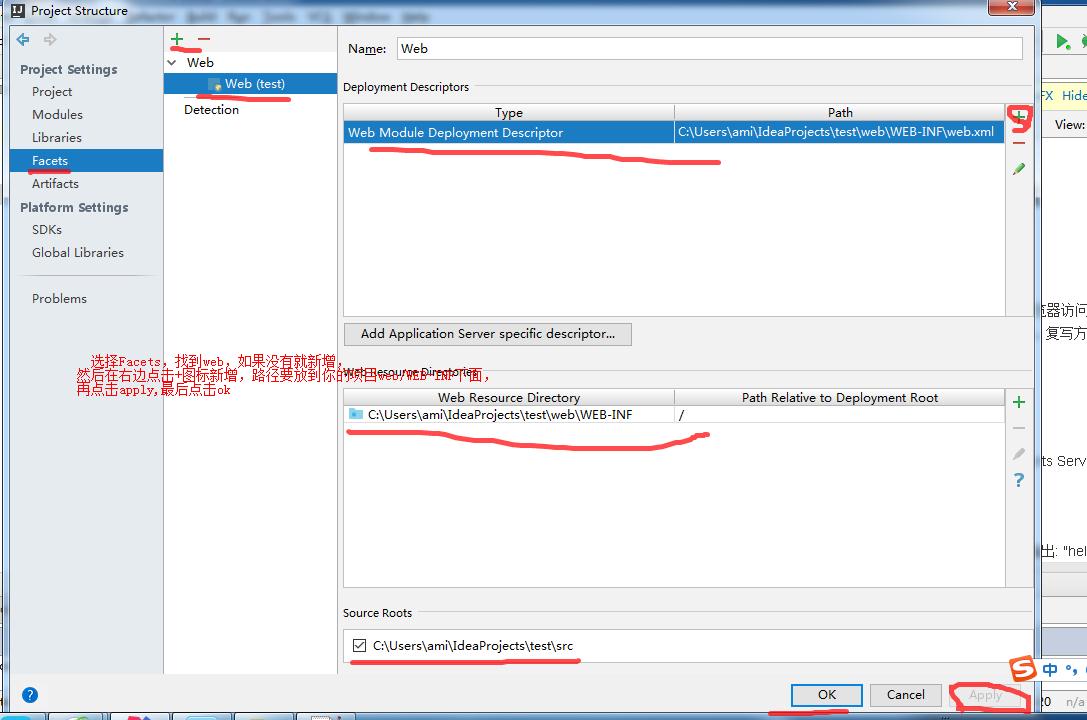 Project Structure
Project Settings
Project
Modules
Libraries
Facets
Artifacts
Platform Settings
SDKs
Global Libraries
Problems
Web
Web (test)
Detection
Name: Web
Deployment Descriptors
Type Path
Web Module Deployment Descriptor C:\Users\ami\IdeaProjects\test\web\WEB-INF\web.xml
Add Application Server specific descriptor...
选择Facets，找到web，如果没有就新增，
然后在右边点击+图标新增，路径要放到你的项目web/WEB-INF下面，
再点击apply,最后点击ok
Web Resource Directories
Web Resource Directory Path Relative to Deployment Root
C:\Users\ami\IdeaProjects\test\web\WEB-INF /
Source Roots
C:\Users\ami\IdeaProjects\test\src
OK Cancel Apply
FX Hide
View:
览器访问
复写方
ts Serv
出: "hel
中
20 n/a